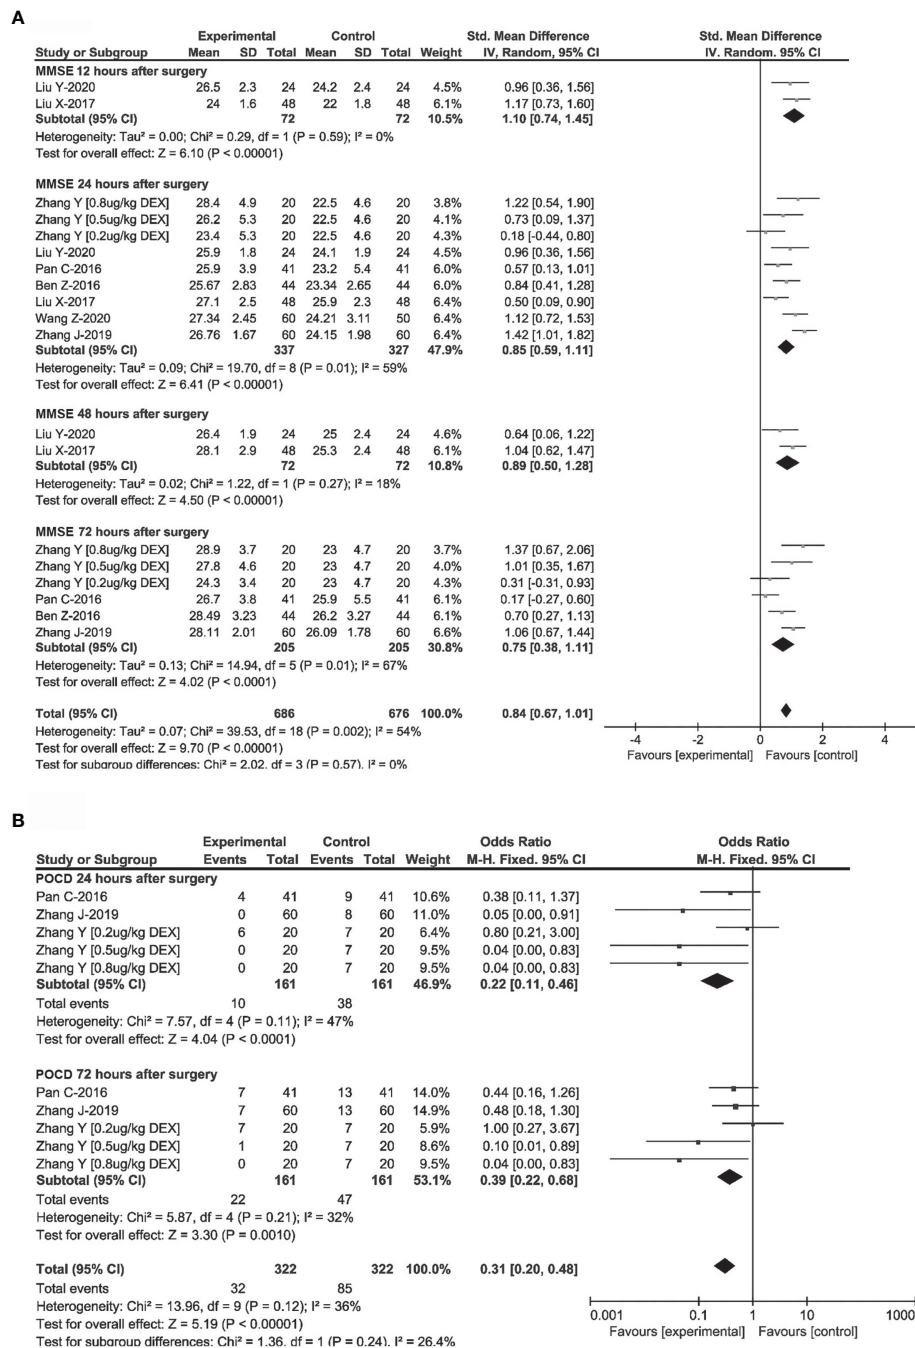 A
Experimental Control Std. Mean Difference Std. Mean Difference
Study or Subgroup Mean SD Total Mean SD Total Weight IV, Random, 95% CI IV, Random, 95% CI
MMSE 12 hours after surgery
Liu Y-2020 26.5 2.3 24 24.2 2.4 24 4.5% 0.96 [0.36, 1.56]
Liu X-2017 24 1.6 48 22 1.8 48 6.1% 1.17 [0.73, 1.60]
Subtotal (95% CI) 72 72 10.5% 1.10 [0.74, 1.45]
Heterogeneity: Tau² = 0.00; Chi² = 0.29, df = 1 (P = 0.59); I² = 0%
Test for overall effect: Z = 6.10 (P < 0.00001)
MMSE 24 hours after surgery
Zhang Y [0.8ug/kg DEX] 28.4 4.9 20 22.5 4.6 20 3.8% 1.22 [0.54, 1.90]
Zhang Y [0.5ug/kg DEX] 26.2 5.3 20 22.5 4.6 20 4.1% 0.73 [0.09, 1.37]
Zhang Y [0.2ug/kg DEX] 23.4 5.3 20 22.5 4.6 20 4.3% 0.18 [-0.44, 0.80]
Liu Y-2020 25.9 1.8 24 24.1 1.9 24 4.5% 0.96 [0.36, 1.56]
Pan C-2016 25.9 3.9 41 23.2 5.4 41 6.0% 0.57 [0.13, 1.01]
Ben Z-2016 25.67 2.83 44 23.34 2.65 44 6.0% 0.84 [0.41, 1.28]
Liu X-2017 27.1 2.5 48 25.9 2.3 48 6.3% 0.50 [0.09, 0.90]
Wang Z-2020 27.34 2.45 60 24.21 3.11 50 6.3% 1.12 [0.72, 1.53]
Zhang J-2019 26.76 1.67 60 24.15 1.98 60 6.4% 1.42 [1.01, 1.82]
Subtotal (95% CI) 337 327 47.9% 0.85 [0.59, 1.11]
Heterogeneity: Tau² = 0.09; Chi² = 19.70, df = 8 (P = 0.01); I² = 59%
Test for overall effect: Z = 6.41 (P < 0.00001)
MMSE 48 hours after surgery
Liu Y-2020 26.4 1.9 24 25 2.4 24 4.6% 0.64 [0.06, 1.22]
Liu X-2017 28.1 2.9 48 25.3 2.4 48 6.1% 1.04 [0.62, 1.47]
Subtotal (95% CI) 72 72 10.8% 0.89 [0.50, 1.28]
Heterogeneity: Tau² = 0.02; Chi² = 1.22, df = 1 (P = 0.27); I² = 18%
Test for overall effect: Z = 4.50 (P < 0.00001)
MMSE 72 hours after surgery
Zhang Y [0.8ug/kg DEX] 28.9 3.7 20 23 4.7 20 3.7% 1.37 [0.67, 2.06]
Zhang Y [0.5ug/kg DEX] 27.8 4.6 20 23 4.7 20 4.0% 1.01 [0.35, 1.67]
Zhang Y [0.2ug/kg DEX] 24.3 3.4 20 23 4.7 20 4.3% 0.31 [-0.31, 0.93]
Pan C-2016 26.7 3.8 41 25.9 5.5 41 6.1% 0.17 [-0.27, 0.60]
Ben Z-2016 28.49 3.23 44 26.2 3.27 44 6.1% 0.70 [0.27, 1.13]
Zhang J-2019 28.11 2.01 60 26.09 1.78 60 6.6% 1.06 [0.67, 1.44]
Subtotal (95% CI) 205 205 30.8% 0.75 [0.38, 1.11]
Heterogeneity: Tau² = 0.13; Chi² = 14.94, df = 5 (P = 0.01); I² = 67%
Test for overall effect: Z = 4.02 (P < 0.0001)
Total (95% CI) 686 676 100.0% 0.84 [0.67, 1.01]
Heterogeneity: Tau² = 0.07; Chi² = 39.53, df = 18 (P = 0.002); I² = 54%
Test for overall effect: Z = 9.70 (P < 0.00001)
Test for subgroup differences: Chi² = 2.02, df = 3 (P = 0.57), I² = 0%
-4 -2 0 2 4
Favours [experimental] Favours [control]
B
Experimental Control Odds Ratio Odds Ratio
Study or Subgroup Events Total Events Total Weight M-H. Fixed. 95% CI M-H. Fixed. 95% CI
POCD 24 hours after surgery
Pan C-2016 4 41 9 41 10.6% 0.38 [0.11, 1.37]
Zhang J-2019 0 60 8 60 11.0% 0.05 [0.00, 0.91]
Zhang Y [0.2ug/kg DEX] 6 20 7 20 6.4% 0.80 [0.21, 3.00]
Zhang Y [0.5ug/kg DEX] 0 20 7 20 9.5% 0.04 [0.00, 0.83]
Zhang Y [0.8ug/kg DEX] 0 20 7 20 9.5% 0.04 [0.00, 0.83]
Subtotal (95% CI) 161 161 46.9% 0.22 [0.11, 0.46]
Total events 10 38
Heterogeneity: Chi² = 7.57, df = 4 (P = 0.11); I² = 47%
Test for overall effect: Z = 4.04 (P < 0.0001)
POCD 72 hours after surgery
Pan C-2016 7 41 13 41 14.0% 0.44 [0.16, 1.26]
Zhang J-2019 7 60 13 60 14.9% 0.48 [0.18, 1.30]
Zhang Y [0.2ug/kg DEX] 7 20 7 20 5.9% 1.00 [0.27, 3.67]
Zhang Y [0.5ug/kg DEX] 1 20 7 20 8.6% 0.10 [0.01, 0.89]
Zhang Y [0.8ug/kg DEX] 0 20 7 20 9.5% 0.04 [0.00, 0.83]
Subtotal (95% CI) 161 161 53.1% 0.39 [0.22, 0.68]
Total events 22 47
Heterogeneity: Chi² = 5.87, df = 4 (P = 0.21); I² = 32%
Test for overall effect: Z = 3.30 (P = 0.0010)
Total (95% CI) 322 322 100.0% 0.31 [0.20, 0.48]
Total events 32 85
Heterogeneity: Chi² = 13.96, df = 9 (P = 0.12); I² = 36%
Test for overall effect: Z = 5.19 (P < 0.00001)
Test for subgroup differences: Chi² = 1.36, df = 1 (P = 0.24), I² = 26.4%
0.001 0.1 1 10 1000
Favours [experimental] Favours [control]